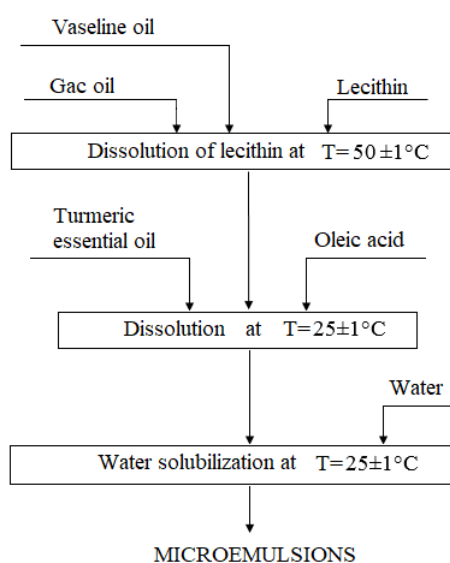 Vaseline oil
Gac oil
Lecithin
Dissolution of lecithin at T= 50 ±1°C
Turmeric
essential oil
Oleic acid
Dissolution at T=25±1°C
Water
Water solubilization at T=25±1°C
MICROEMULSIONS